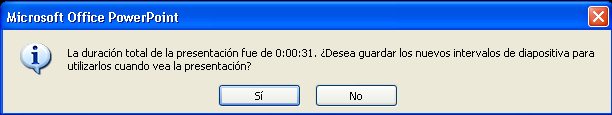 Microsoft Office PowerPoint
La duración total de la presentación fue de 0:00:31. ¿Desea guardar los nuevos intervalos de diapositiva para
utilizarlos cuando vea la presentación?
Sí
No